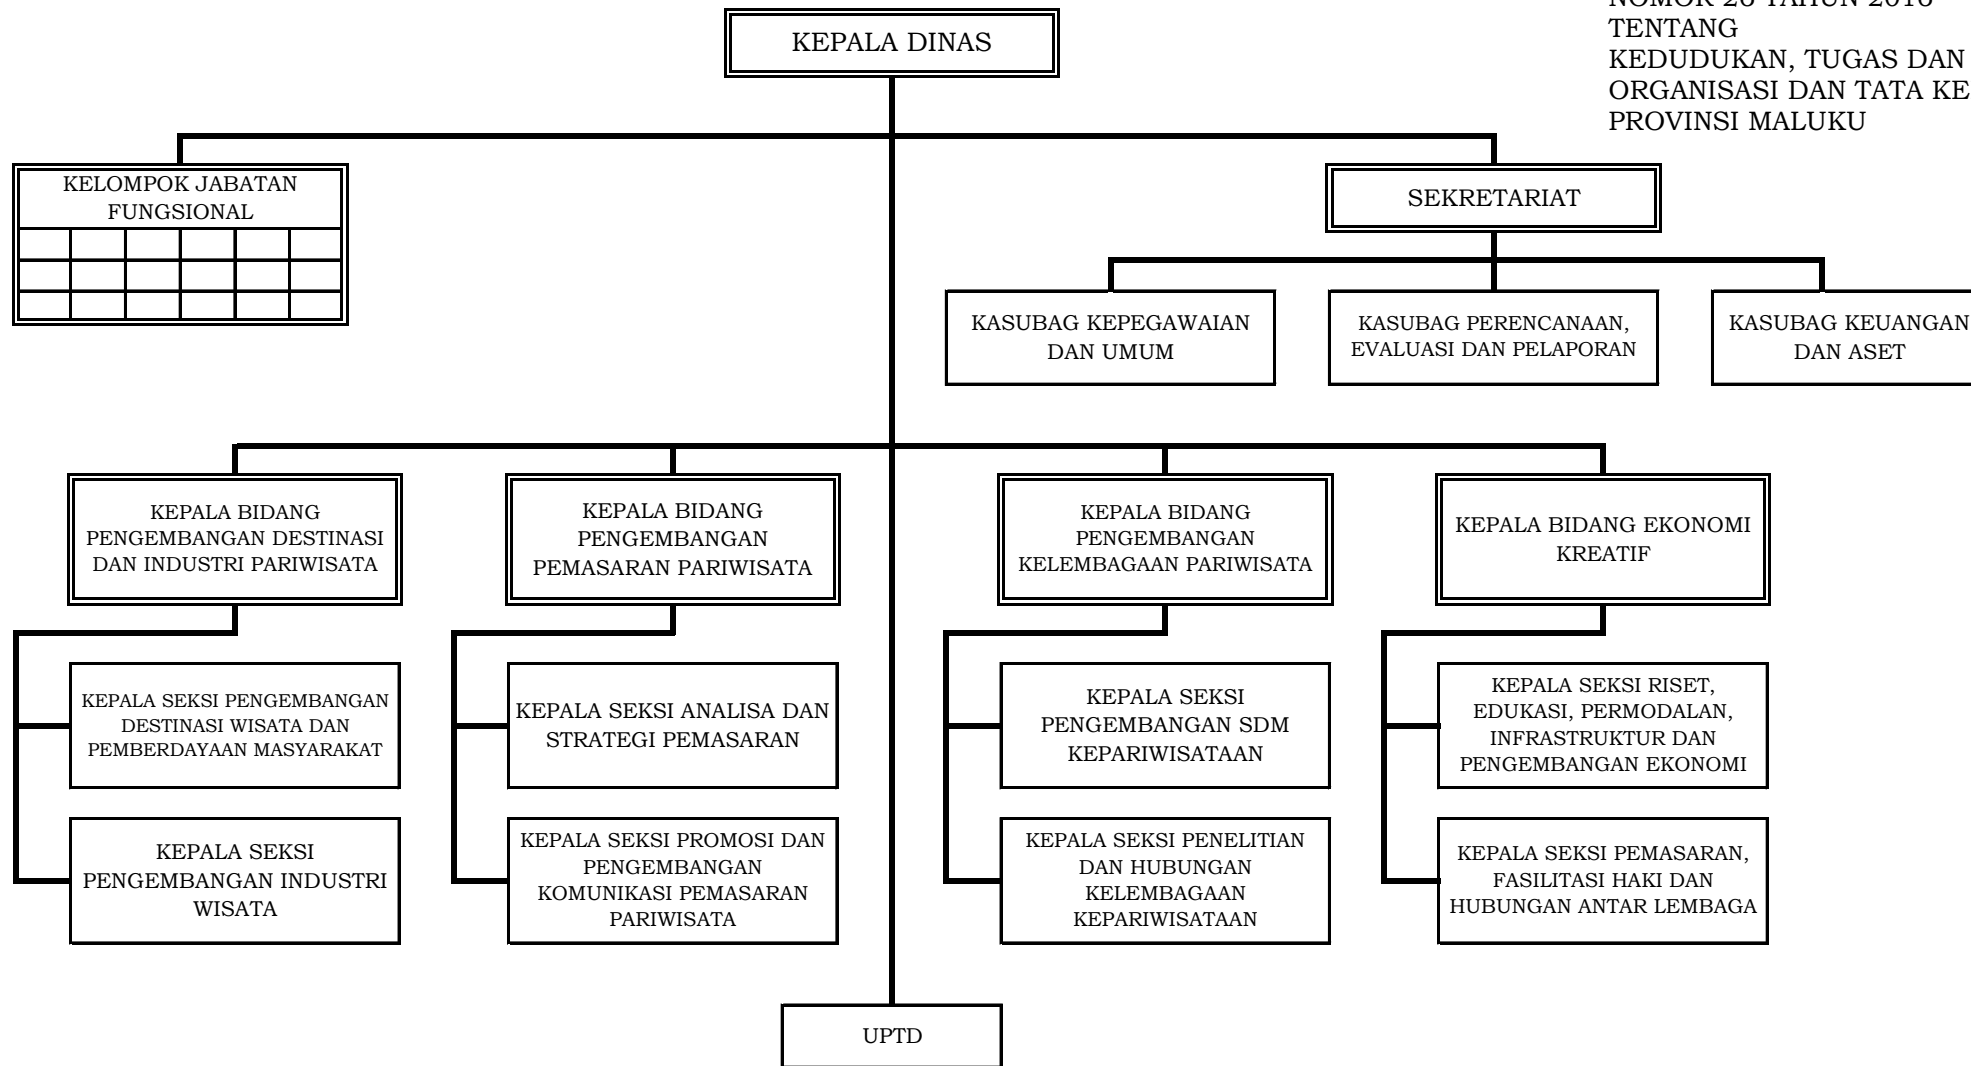 KEPALA DINAS
TENTANG
KEDUDUKAN, TUGAS DAN
ORGANISASI DAN TATA KE
PROVINSI MALUKU
KELOMPOK JABATAN
FUNGSIONAL
SEKRETARIAT
KASUBAG KEPEGAWAIAN
DAN UMUM
KASUBAG PERENCANAAN,
EVALUASI DAN PELAPORAN
KASUBAG KEUANGAN
DAN ASET
KEPALA BIDANG
PENGEMBANGAN DESTINASI
DAN INDUSTRI PARIWISATA
KEPALA BIDANG
PENGEMBANGAN
PEMASARAN PARIWISATA
KEPALA BIDANG
PENGEMBANGAN
KELEMBAGAAN PARIWISATA
KEPALA BIDANG EKONOMI
KREATIF
KEPALA SEKSI PENGEMBANGAN
DESTINASI WISATA DAN
PEMBERDAYAAN MASYARAKAT
KEPALA SEKSI ANALISA DAN
STRATEGI PEMASARAN
KEPALA SEKSI
PENGEMBANGAN SDM
KEPARIWISATAAN
KEPALA SEKSI RISET,
EDUKASI, PERMODALAN,
INFRASTRUKTUR DAN
PENGEMBANGAN EKONOMI
KEPALA SEKSI
PENGEMBANGAN INDUSTRI
WISATA
KEPALA SEKSI PROMOSI DAN
PENGEMBANGAN
KOMUNIKASI PEMASARAN
PARIWISATA
KEPALA SEKSI PENELITIAN
DAN HUBUNGAN
KELEMBAGAAN
KEPARIWISATAAN
KEPALA SEKSI PEMASARAN,
FASILITASI HAKI DAN
HUBUNGAN ANTAR LEMBAGA
UPTD